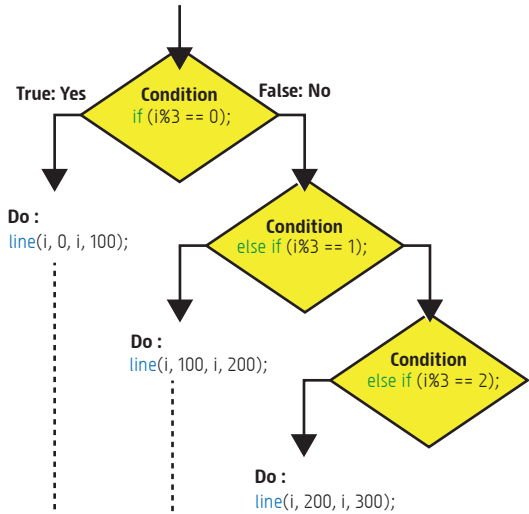 True: Yes
Condition
if (i%3 == 0);
False: No
Do :
line(i, 0, i, 100);
Condition
else if (i%3 == 1);
Do :
line(i, 100, i, 200);
Condition
else if (i%3 == 2);
Do :
line(i, 200, i, 300);